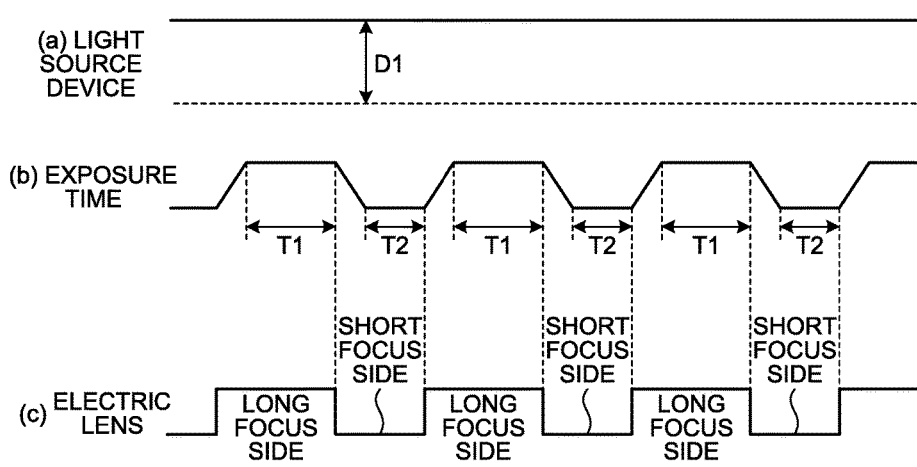 (a) LIGHT
SOURCE
DEVICE
D1
(b) EXPOSURE
TIME
T1
T2
T1
T2
T1
T2
SHORT
FOCUS
SIDE
SHORT
FOCUS
SIDE
SHORT
FOCUS
SIDE
(c) ELECTRIC
LENS
LONG
FOCUS
SIDE
LONG
FOCUS
SIDE
LONG
FOCUS
SIDE